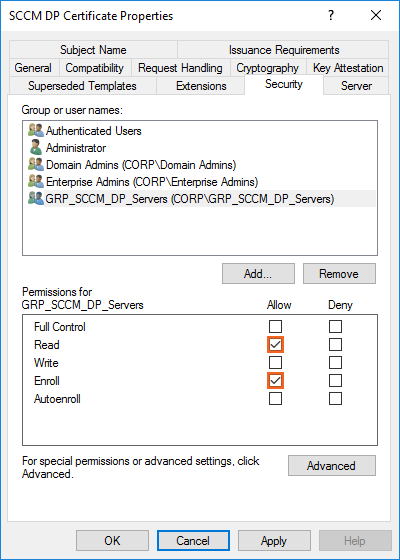 SCCM DP Certificate Properties
Subject Name Issuance Requirements
General Compatibility Request Handling Cryptography Key Attestation
Superseded Templates Extensions Security Server
Group or user names:
Authenticated Users
Administrator
Domain Admins (CORP\Domain Admins)
Enterprise Admins (CORP\Enterprise Admins)
GRP_SCCM_DP_Servers (CORP\GRP_SCCM_DP_Servers)
Add... Remove
Permissions for
GRP_SCCM_DP_Servers Allow Deny
Full Control
Read
Write
Enroll
Autoenroll
For special permissions or advanced settings, click
Advanced. Advanced
OK Cancel Apply Help